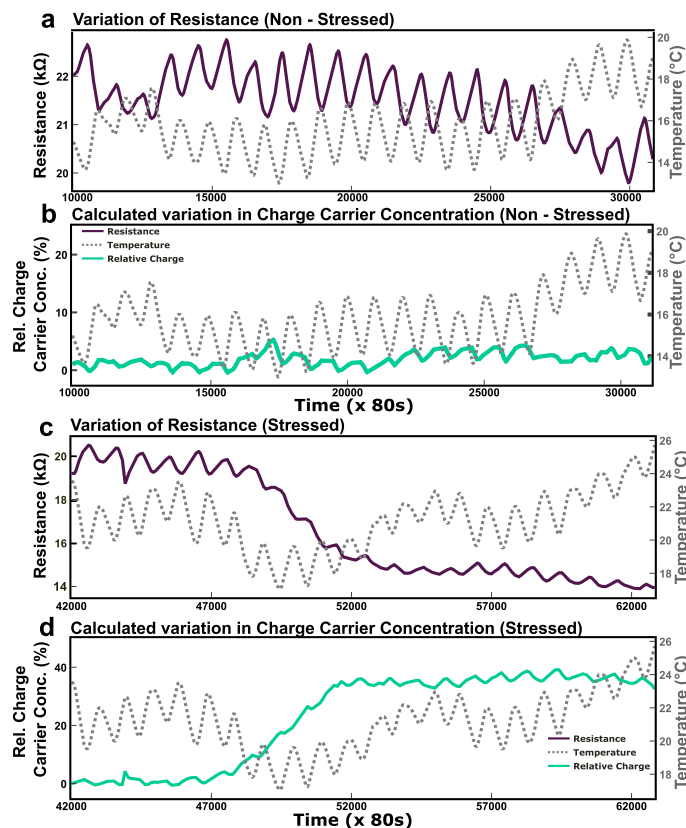 a Variation of Resistance (Non - Stressed)
Resistance (kΩ)
22
21
20
20
18
16
14
Temperature (°C)
10000 15000 20000 25000 30000
b Calculated variation in Charge Carrier Concentration (Non - Stressed)
Resistance
Temperature
Relative Charge
Rel. Charge
Carrier Conc. (%)
20
10
0
20
18
16
14
Temperature (°C)
10000 15000 20000 25000 30000
Time (x 80s)
c Variation of Resistance (Stressed)
Resistance (kΩ)
20
18
16
14
26
24
22
20
18
Temperature (°C)
42000 47000 52000 57000 62000
d Calculated variation in Charge Carrier Concentration (Stressed)
Rel. Charge
Carrier Conc. (%)
40
20
0
Resistance
Temperature
Relative Charge
26
24
22
20
18
Temperature (°C)
42000 47000 52000 57000 62000
Time (x 80s)